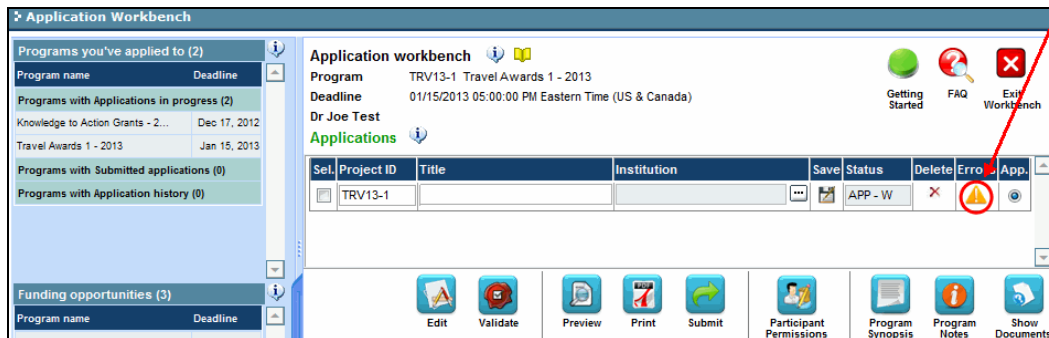 Application Workbench
Programs you've applied to (2)
Program name Deadline
Programs with Applications in progress (2)
Knowledge to Action Grants - 2... Dec 17, 2012
Travel Awards 1 - 2013 Jan 15, 2013
Programs with Submitted applications (0)
Programs with Application history (0)
Funding opportunities (3)
Program name Deadline
Application workbench
Program TRV13-1 Travel Awards 1 - 2013
Deadline 01/15/2013 05:00:00 PM Eastern Time (US & Canada)
Dr Joe Test
Applications
Getting Started
FAQ
Exit Workbench
Sel. Project ID Title Institution Save Status Delete Errors App.
TRV13-1 APP - W
Edit
Validate
Preview
PDF
Print
Submit
Participant Permissions
Program Synopsis
Program Notes
Show Documents